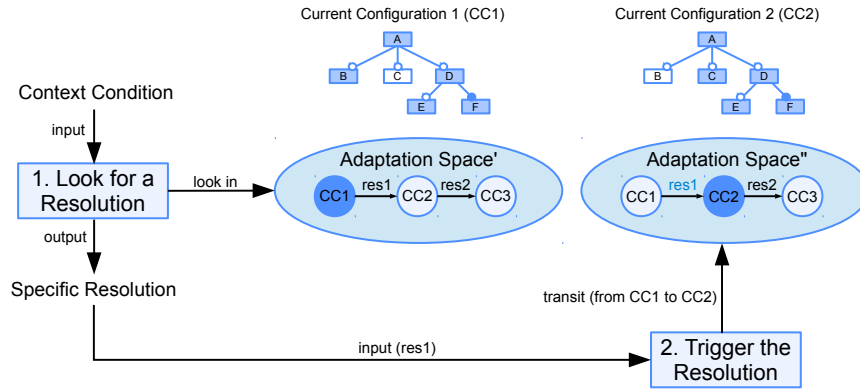 Current Configuration 1 (CC1)
Current Configuration 2 (CC2)
A
B
C
D
E
F
A
B
C
D
E
F
Context Condition
input
1. Look for a
Resolution
look in
Adaptation Space'
CC1
res1
CC2
res2
CC3
Adaptation Space"
CC1
res1
CC2
res2
CC3
output
Specific Resolution
transit (from CC1 to CC2)
input (res1)
2. Trigger the
Resolution